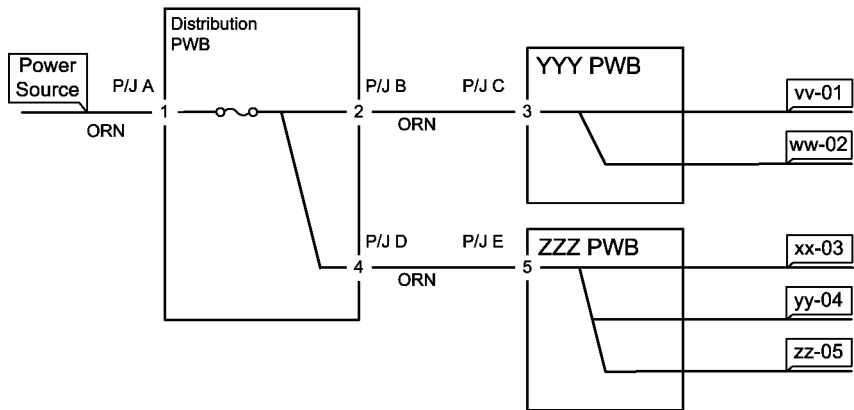 Distribution
PWB
Power
Source
P/J A
1
ORN
P/J B
2
ORN
P/J C
3
YYY PWB
vv-01
ww-02
P/J D
4
ORN
P/J E
5
ZZZ PWB
xx-03
yy-04
zz-05